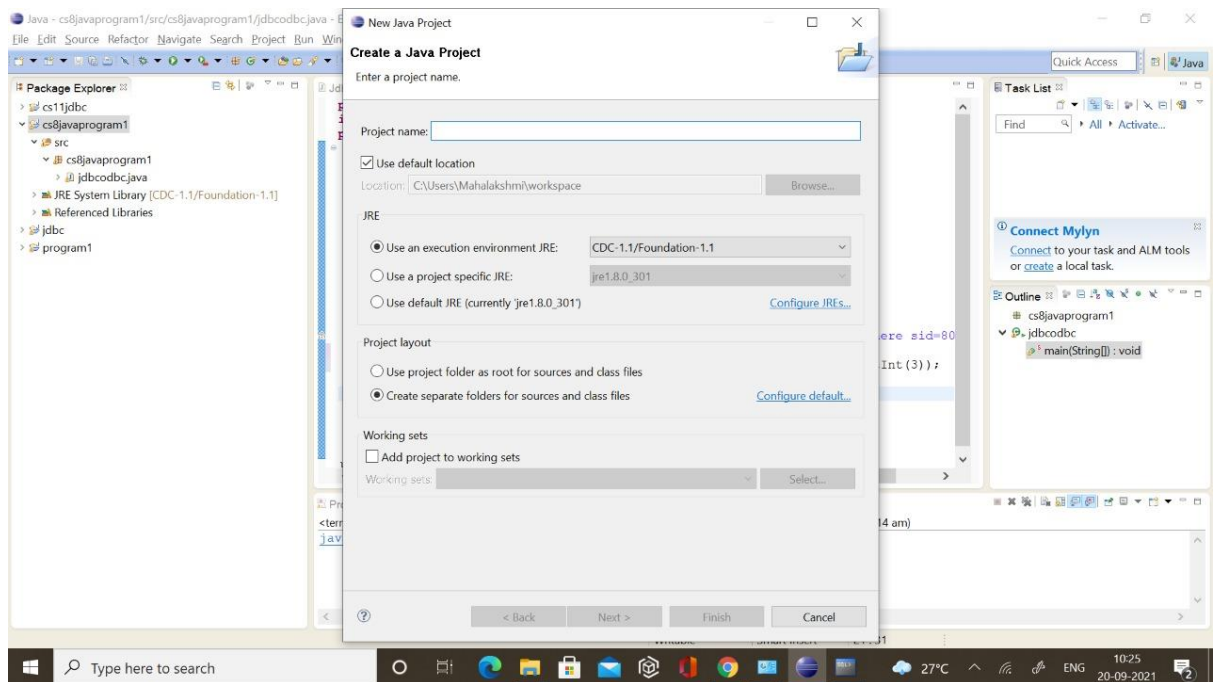 Java - cs8javaprogram1/src/cs8javaprogram1/jdbcodbc.java - E
File Edit Source Refactor Navigate Search Project Run Win
Quick Access
Java
Package Explorer
cs11jdbc
cs8javaprogram1
src
cs8javaprogram1
jdbcodbc.java
JRE System Library [CDC-1.1/Foundation-1.1]
Referenced Libraries
jdbc
program1
New Java Project
Create a Java Project
Enter a project name.
Project name:
Use default location
Location: C:\Users\Mahalakshmi\workspace Browse...
JRE
Use an execution environment JRE: CDC-1.1/Foundation-1.1
Use a project specific JRE: jre1.8.0_301
Use default JRE (currently 'jre1.8.0_301') Configure JREs...
Project layout
Use project folder as root for sources and class files
Create separate folders for sources and class files Configure default...
Working sets
Add project to working sets
Working sets: Select...
< Back Next > Finish Cancel
ere sid=80
Int(3));
<terr
14 am)
jav
Task List
Find All Activate...
Connect Mylyn
Connect to your task and ALM tools
or create a local task.
Outline
cs8javaprogram1
jdbcodbc
main(String[]) : void
Type here to search
27°C
ENG
10:25
20-09-2021
2